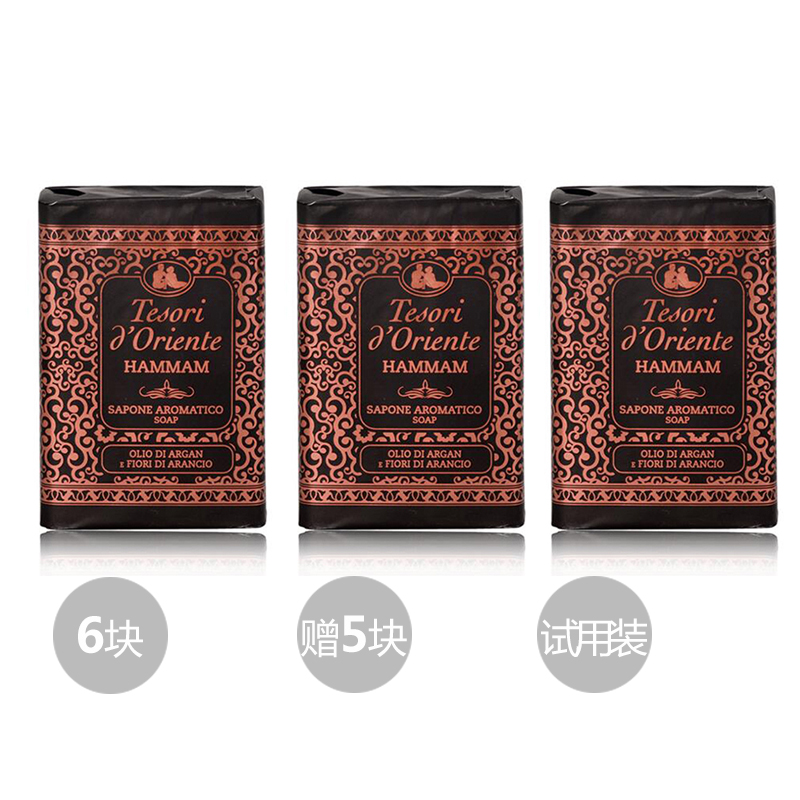 Tesori
d'Oriente
HAMMAM
SAPONE AROMATICO
SOAP
OLIO DI ARGAN
E FIORI DI ARANCIO
Tesori
d'Oriente
HAMMAM
SAPONE AROMATICO
SOAP
OLIO DI ARGAN
E FIORI DI ARANCIO
Tesori
d'Oriente
HAMMAM
SAPONE AROMATICO
SOAP
OLIO DI ARGAN
E FIORI DI ARANCIO
6块
赠5块
试用装